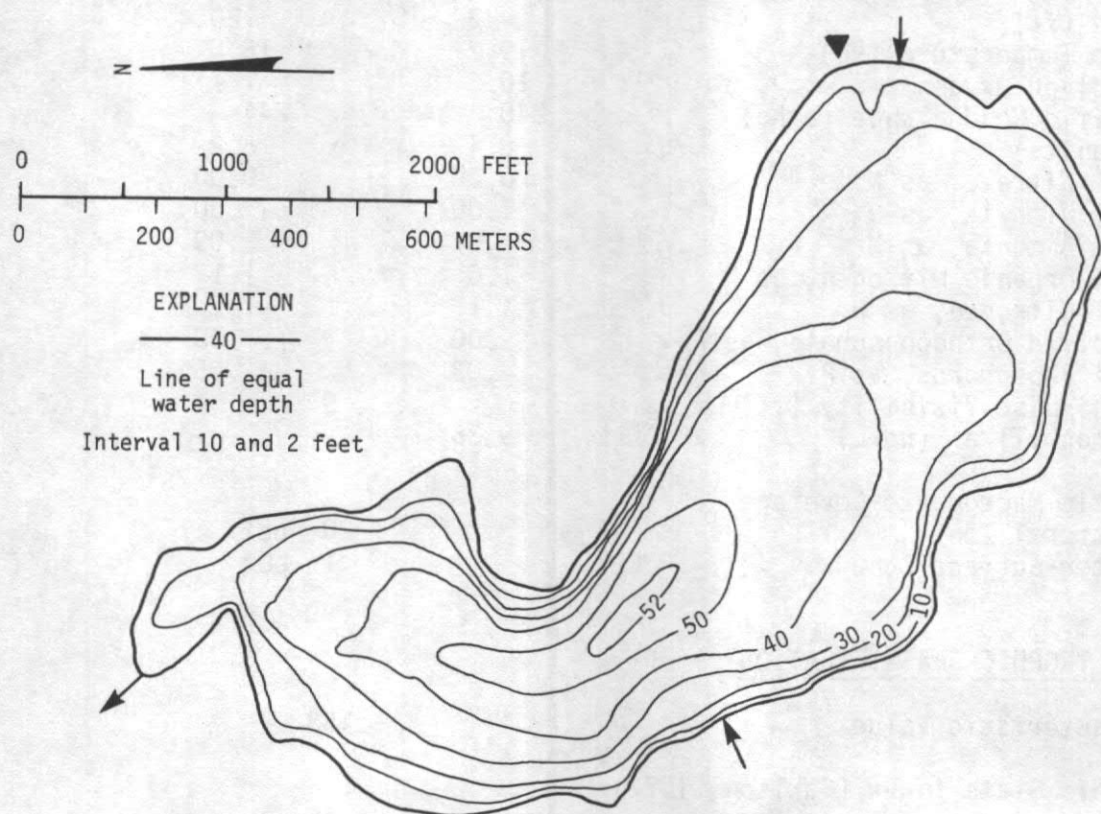 N
0 1000 2000 FEET
0 200 400 600 METERS
EXPLANATION
40
Line of equal
water depth
Interval 10 and 2 feet
52
50
40
30
20
10